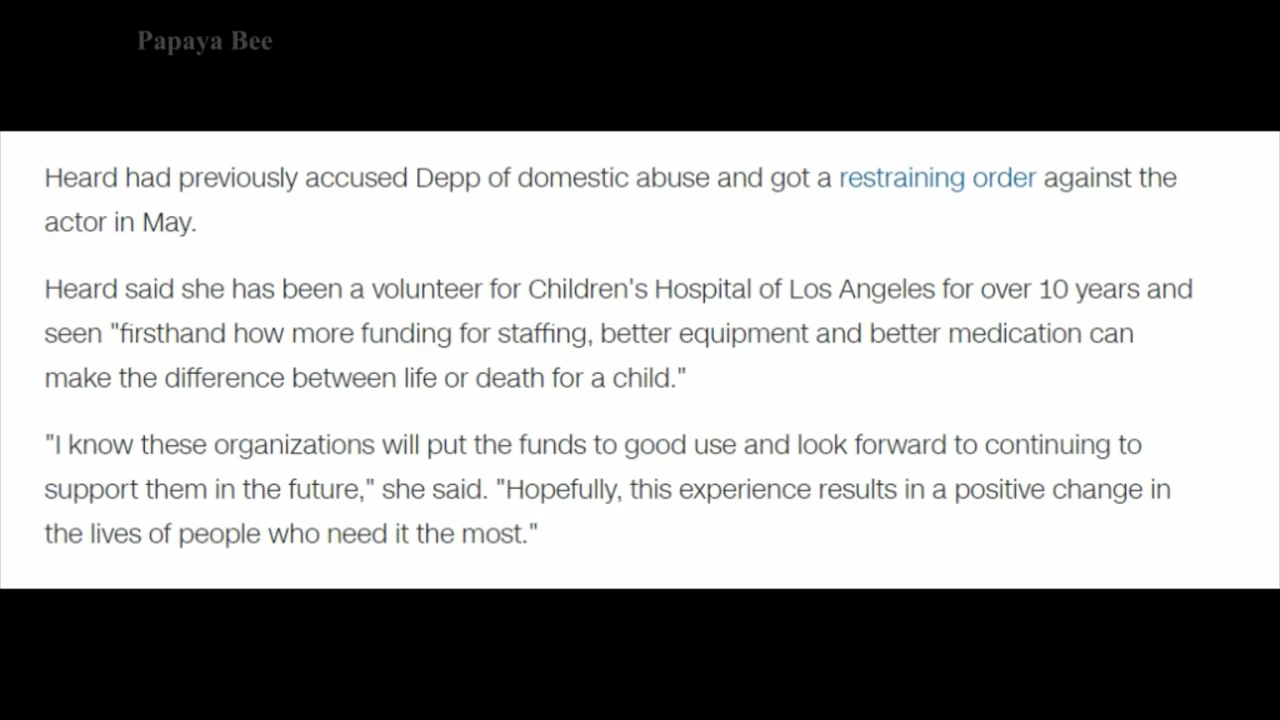 Papaya Bee
Heard had previously accused Depp of domestic abuse and got a restraining order against the
actor in May.
Heard said she has been a volunteer for Children's Hospital of Los Angeles for over 10 years and
seen "firsthand how more funding for staffing, better equipment and better medication can
make the difference between life or death for a child."
"I know these organizations will put the funds to good use and look forward to continuing to
support them in the future," she said. "Hopefully, this experience results in a positive change in
the lives of people who need it the most."